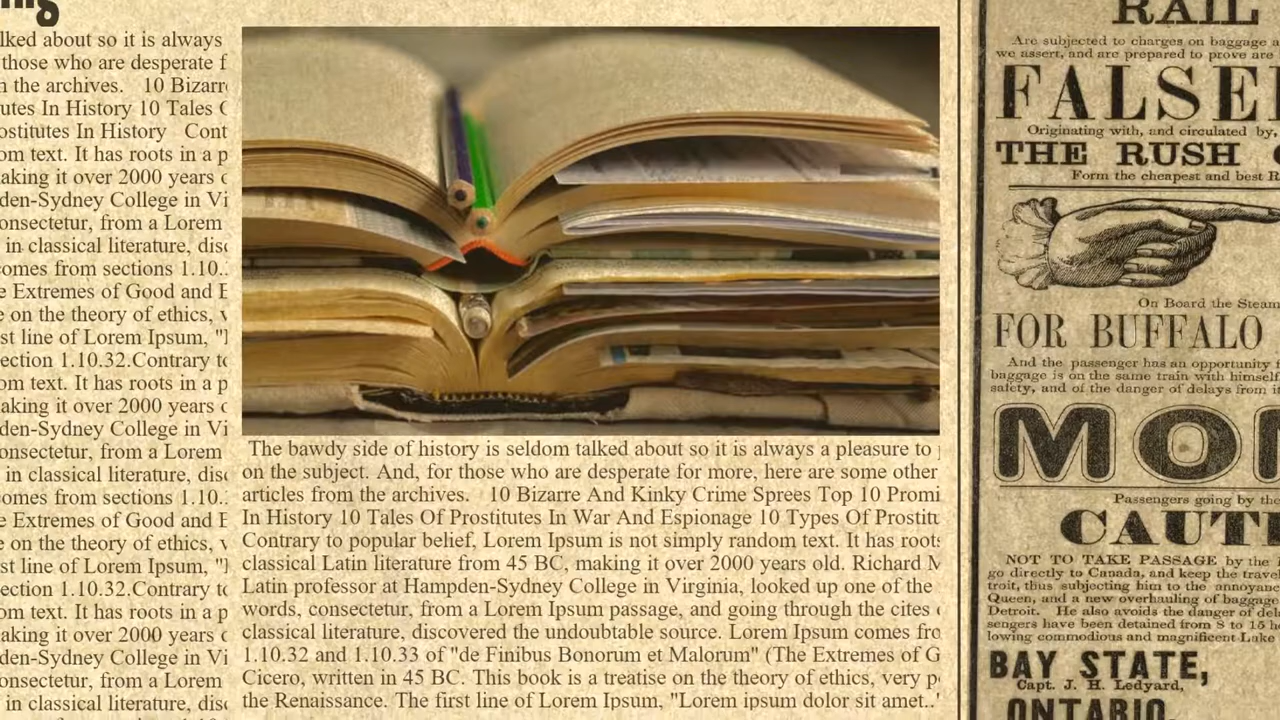 lked about so it is always
those who are desperate f
the archives. 10 Bizarr
utes In History 10 Tales
ostitutes In History Cont
om text. It has roots in a p
aking it over 2000 years
den-Sydney College in Vi
onsectetur, from a Lorem
in classical literature, disc
comes from sections 1.10.
e Extremes of Good and E
e on the theory of ethics, v
st line of Lorem Ipsum, "
ection 1.10.32.Contrary to
om text. It has roots in a p
aking it over 2000 years
den-Sydney College in Vi
onsectetur, from a Lorem
in classical literature, disc
comes from sections 1.10.
e Extremes of Good and E
e on the theory of ethics, v
st line of Lorem Ipsum, "
ection 1.10.32.Contrary to
om text. It has roots in a p
aking it over 2000 years
den-Sydney College in Vi
onsectetur, from a Lorem
in classical literature, disc
The bawdy side of history is seldom talked about so it is always a pleasure to
on the subject. And, for those who are desperate for more, here are some other
articles from the archives. 10 Bizarre And Kinky Crime Sprees Top 10 Promi
In History 10 Tales Of Prostitutes In War And Espionage 10 Types Of Prostit
Contrary to popular belief, Lorem Ipsum is not simply random text. It has roots
classical Latin literature from 45 BC, making it over 2000 years old. Richard M
Latin professor at Hampden-Sydney College in Virginia, looked up one of the
words, consectetur, from a Lorem Ipsum passage, and going through the cites
classical literature, discovered the undoubtable source. Lorem Ipsum comes fro
1.10.32 and 1.10.33 of "de Finibus Bonorum et Malorum" (The Extremes of G
Cicero, written in 45 BC. This book is a treatise on the theory of ethics, very p
the Renaissance. The first line of Lorem Ipsum, "Lorem ipsum dolor sit amet..
RAIL
Are subjected to charges on baggage a
we assert, and are prepared to prove are
FALSE
Originating with, and circulated by,
THE RUSH
Form the cheapest and best R
On Board the Steam
FOR BUFFALO
And the passenger has an opportunity f
baggage is on the same train with himself
safety, and of the danger of delays from i
MO
Passengers going by the
CAUT
NOT TO TAKE PASSAGE by the
go directly to Canada, and keep the trave
troit, thus subjecting him to the annoyanc
Queen, and a new overhauling of baggage
Detroit. He also avoids the danger of del
sengers have been detained from 8 to 15 h
lowing commodious and magnificent Lake
BAY STATE,
Capt. J. H. Ledyard,
ONTARIO